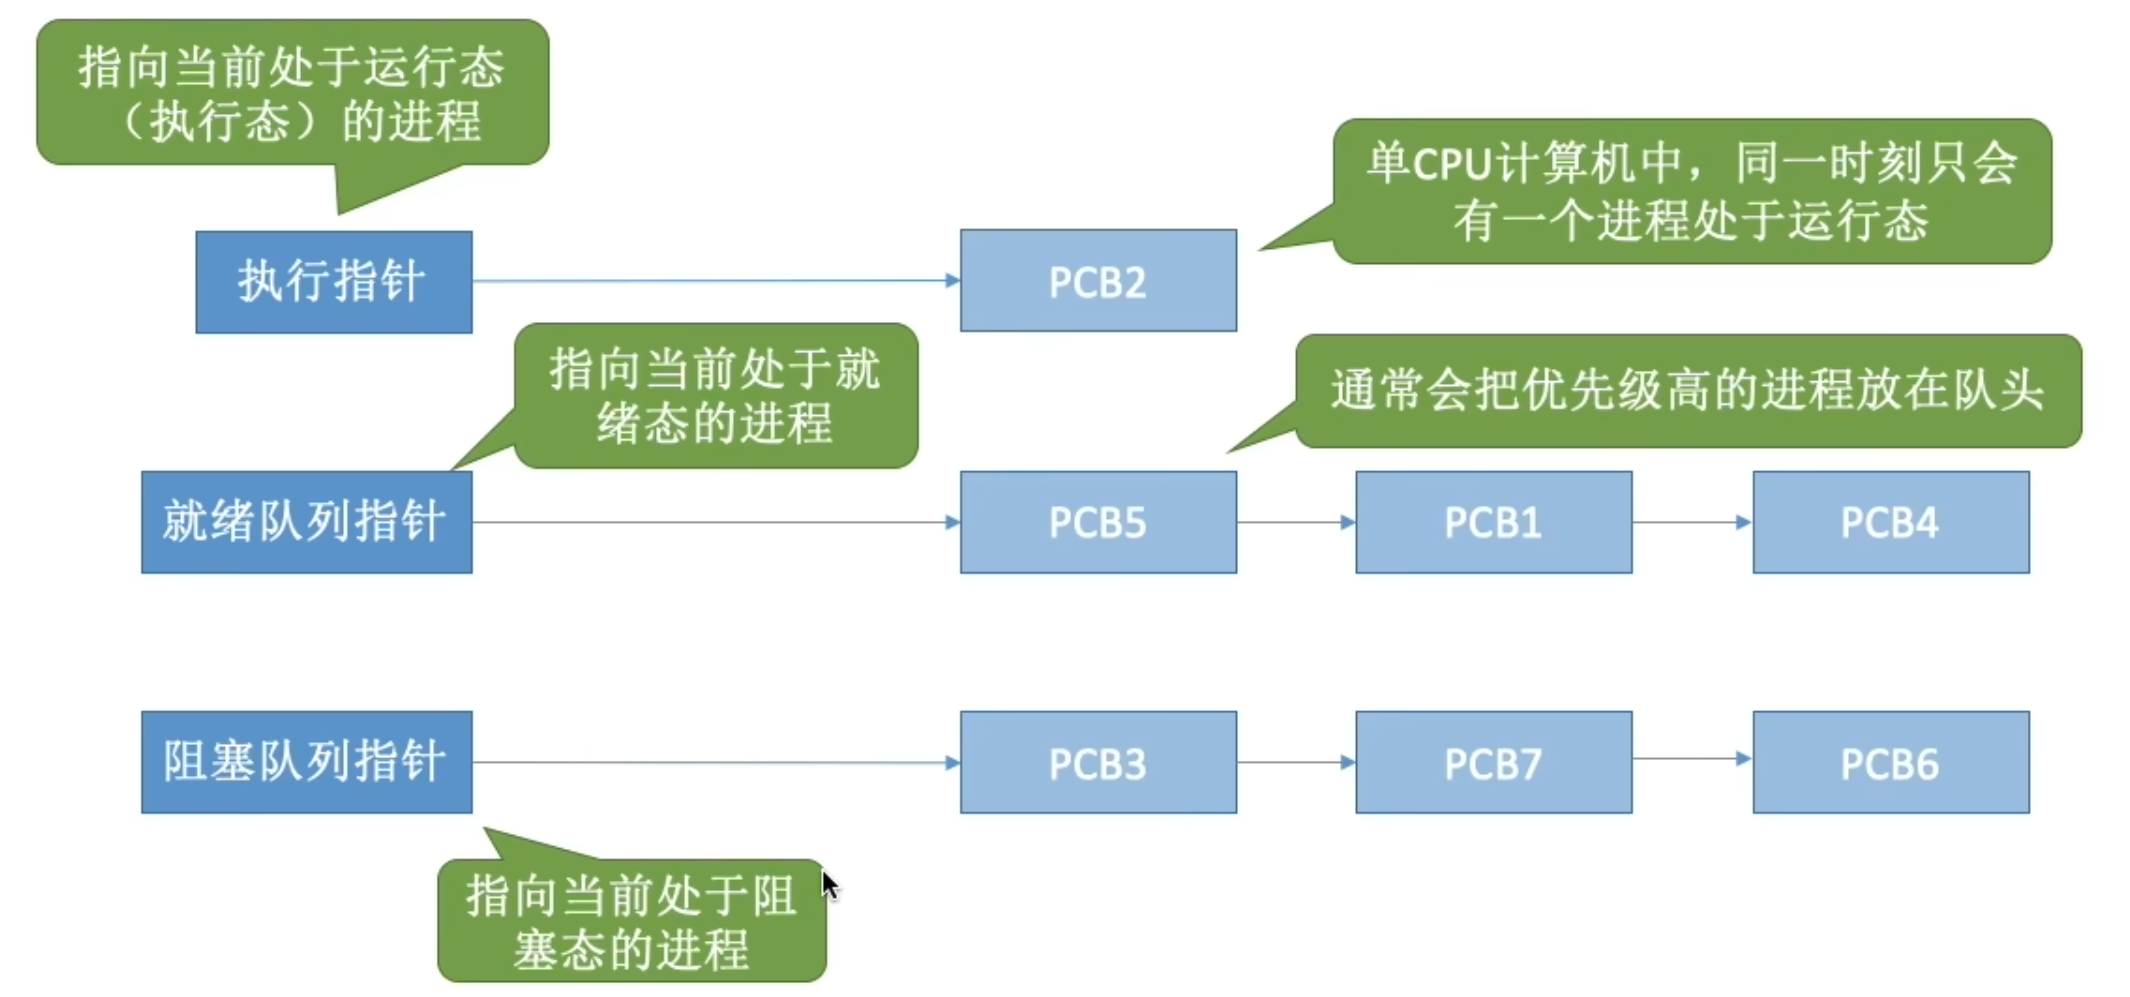 指向当前处于运行态
（执行态）的进程
单CPU计算机中，同一时刻只会
有一个进程处于运行态
执行指针
PCB2
指向当前处于就
绪态的进程
通常会把优先级高的进程放在队头
就绪队列指针
PCB5
PCB1
PCB4
阻塞队列指针
PCB3
PCB7
PCB6
指向当前处于阻
塞态的进程